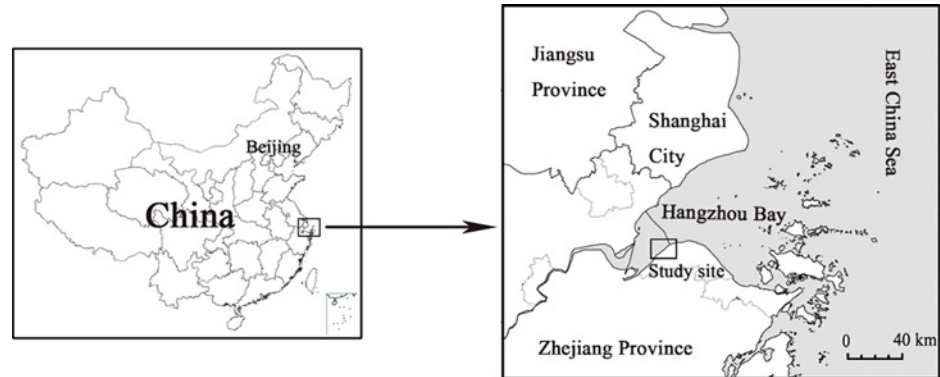 Beijing
China
Jiangsu
Province
Shanghai
City
East China Sea
Hangzhou Bay
Study site
Zhejiang Province
0 40 km